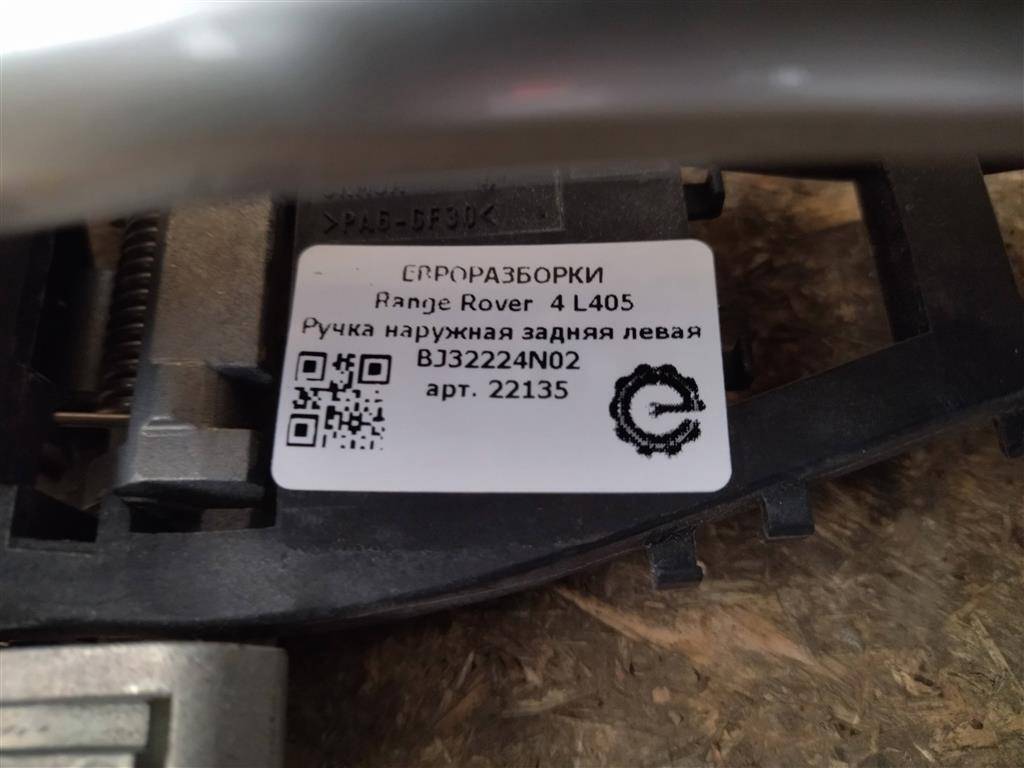 >PA6-GF30<
ЕВРОРАЗБОРКИ
Range Rover 4 L405
Ручка наружная задняя левая
BJ32224N02
арт. 22135